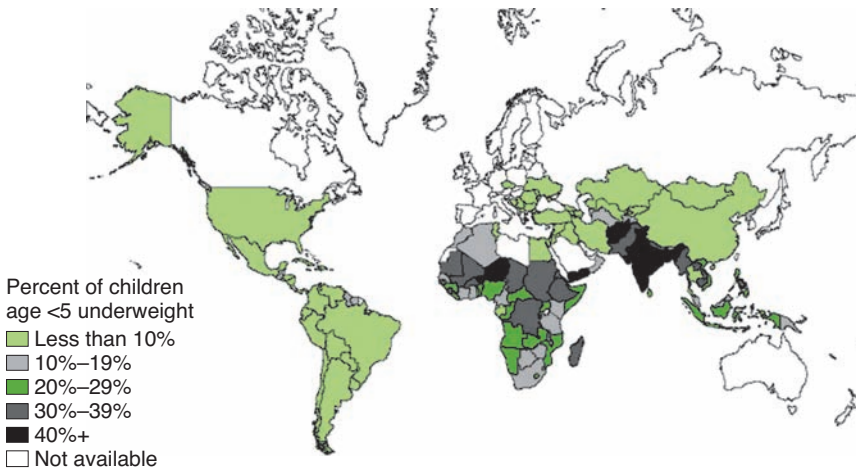 Percent of children
age <5 underweight
Less than 10%
10%–19%
20%–29%
30%–39%
40%+
Not available